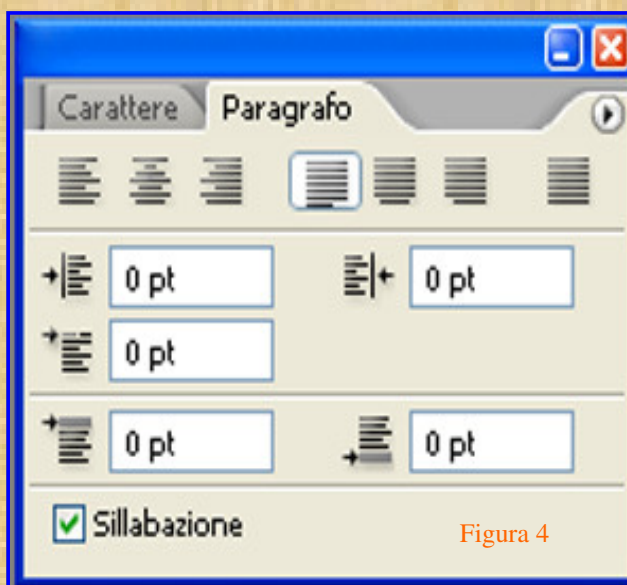 Carattere Paragrafo
0 pt 0 pt
0 pt
0 pt 0 pt
Sillabazione
Figura 4